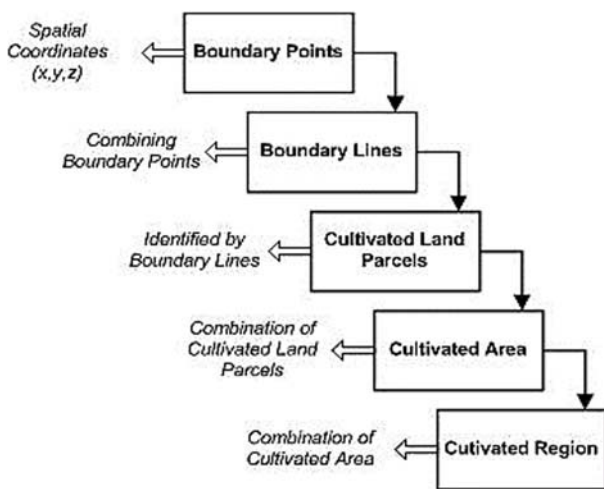 Spatial
Coordinates
(x,y,z)
Boundary Points
Combining
Boundary Points
Boundary Lines
Identified by
Boundary Lines
Cultivated Land
Parcels
Combination of
Cultivated Land
Parcels
Cultivated Area
Combination of
Cultivated Area
Cutivated Region